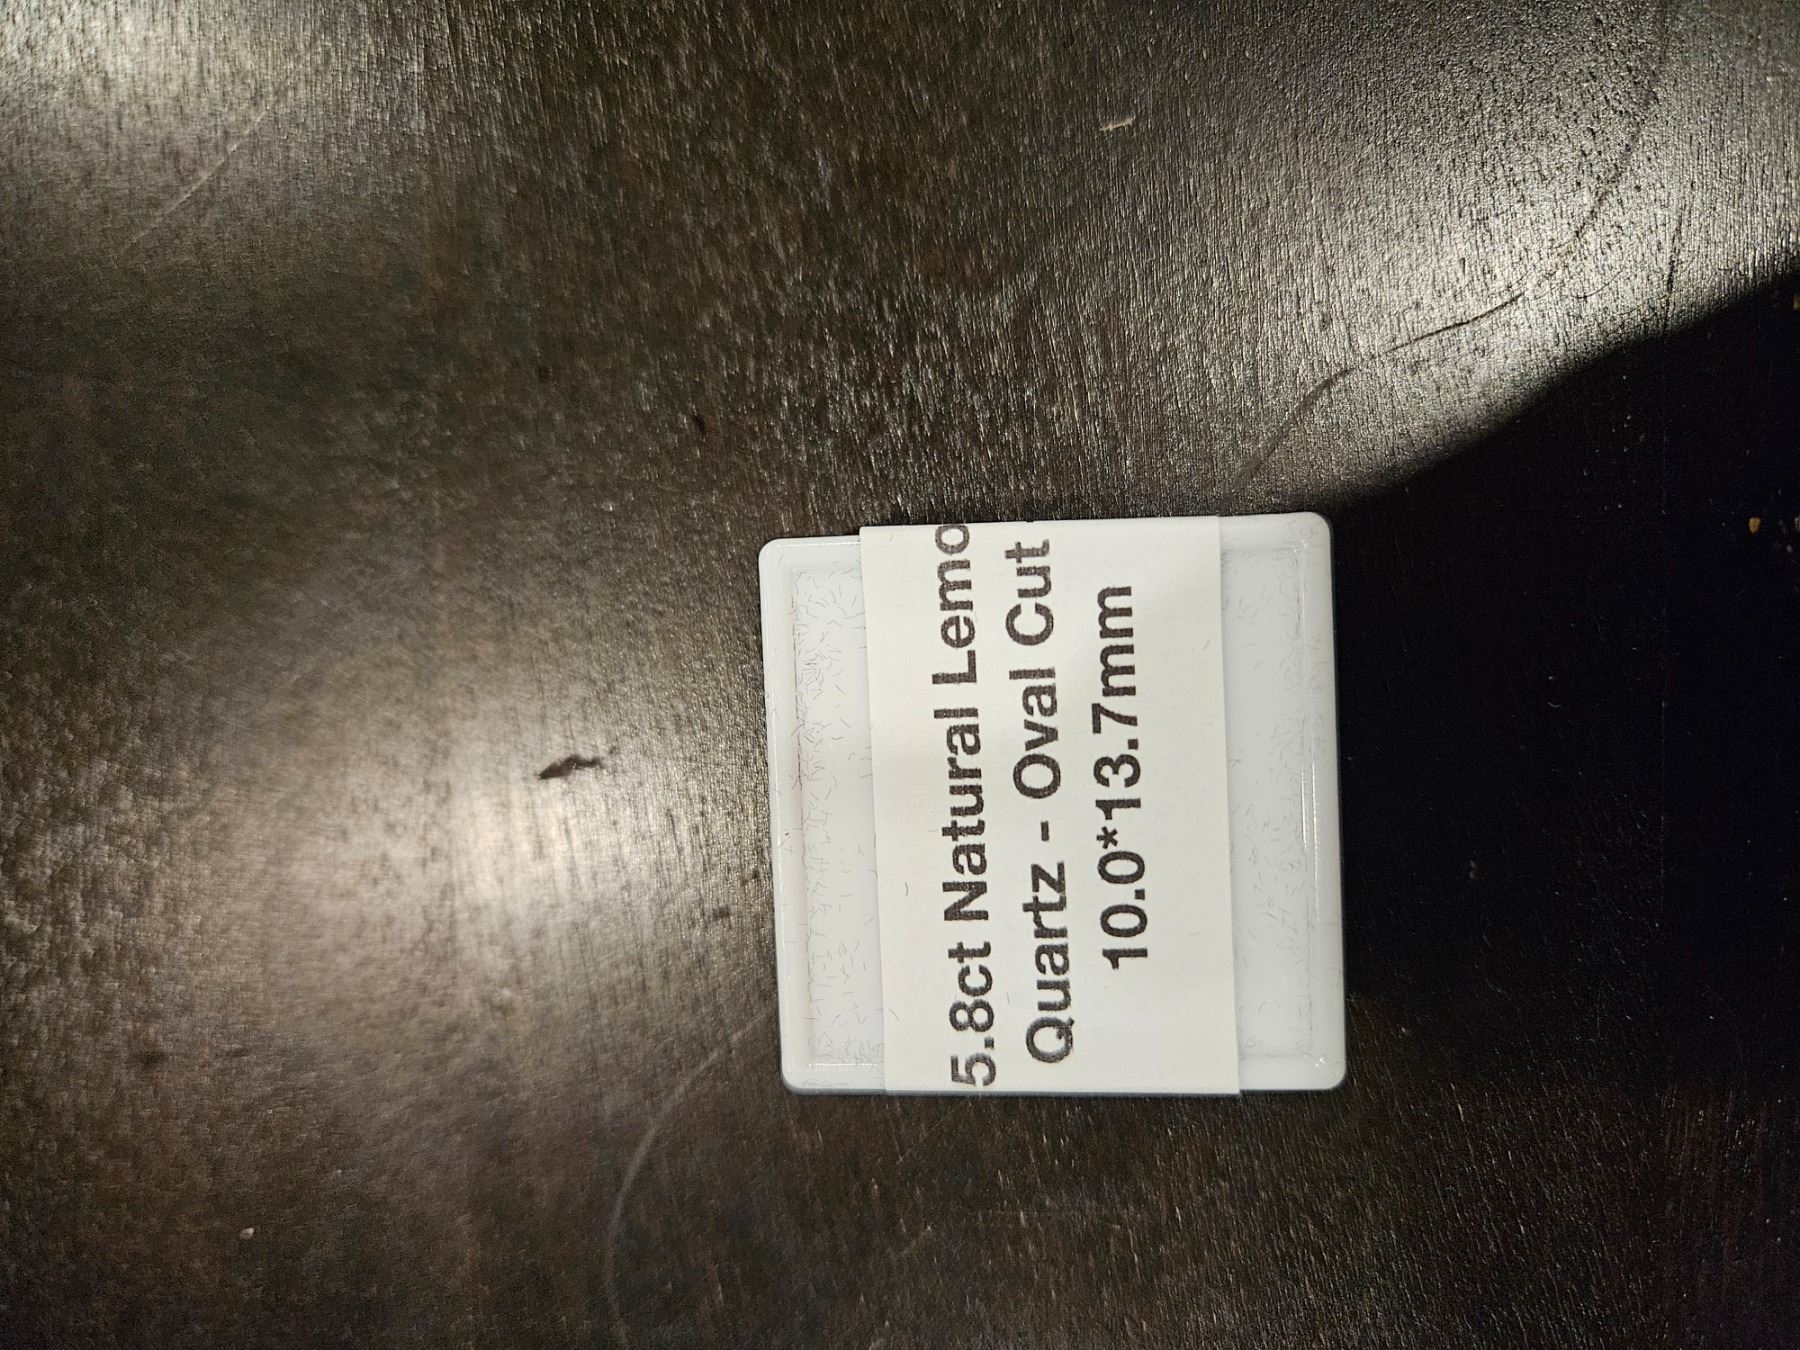 5.8ct Natural Lemo
Quartz - Oval Cut
10.0*13.7mm